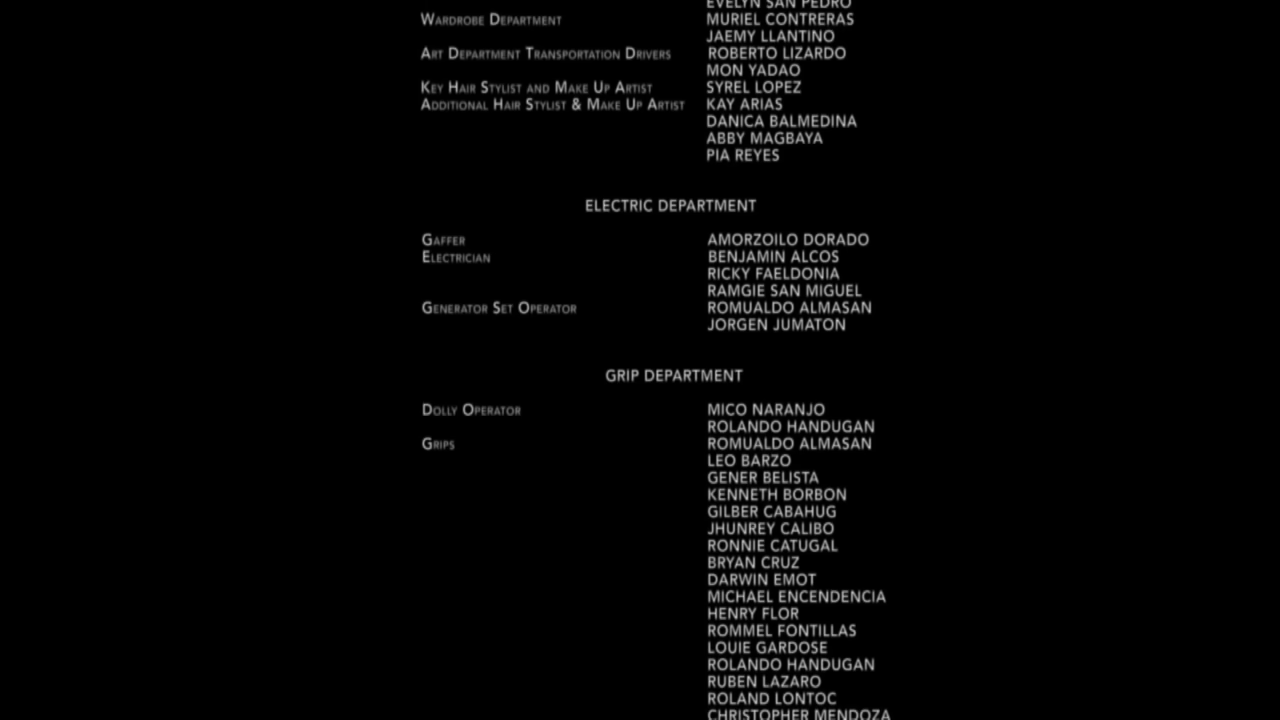 EVELYN SAN PEDRO
Wardrobe Department MURIEL CONTRERAS
JAEMY LLANTINO
Art Department Transportation Drivers ROBERTO LIZARDO
MON YADAO
Key Hair Stylist and Make Up Artist SYREL LOPEZ
Additional Hair Stylist & Make Up Artist KAY ARIAS
DANICA BALMEDINA
ABBY MAGBAYA
PIA REYES
ELECTRIC DEPARTMENT
Gaffer AMORZOILO DORADO
Electrician BENJAMIN ALCOS
RICKY FAELDONIA
RAMGIE SAN MIGUEL
Generator Set Operator ROMUALDO ALMASAN
JORGEN JUMATON
GRIP DEPARTMENT
Dolly Operator MICO NARANJO
ROLANDO HANDUGAN
Grips ROMUALDO ALMASAN
LEO BARZO
GENER BELISTA
KENNETH BORBON
GILBER CABAHUG
JHUNREY CALIBO
RONNIE CATUGAL
BRYAN CRUZ
DARWIN EMOT
MICHAEL ENCENDENCIA
HENRY FLOR
ROMMEL FONTILLAS
LOUIE GARDOSE
ROLANDO HANDUGAN
RUBEN LAZARO
ROLAND LONTOC
CHRISTOPHER MENDOZA